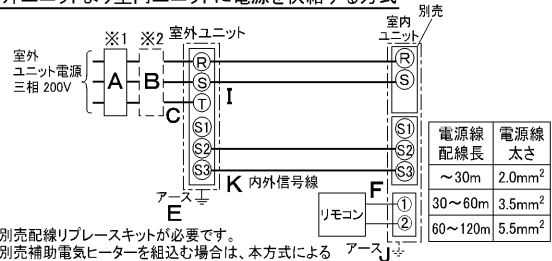 外ユニットより室内ユニットに電源を供給する方式
別売
※1 ※2 室外ユニット
室内
ユニット
室外
ユニット電源
三相 200V
A B
C
R
S
T
S1
S2
S3
I
K 内外信号線
R
S
S1
S2
S3
F
リモコン
①
②
アース
E
アース
J
電源線
配線長
電源線
太さ
~30m 2.0mm²
30~60m 3.5mm²
60~120m 5.5mm²
別売配線リプレースキットが必要です。
別売補助電気ヒーターを組込む場合は、本方式による